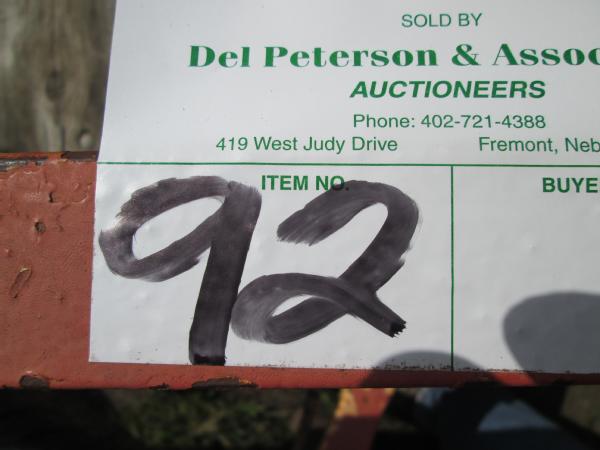 SOLD BY
Del Peterson & Assoc
AUCTIONEERS
Phone: 402-721-4388
419 West Judy Drive Fremont, Neb
ITEM NO. BUYE
92